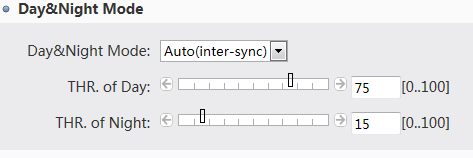 Day&Night Mode
Day&Night Mode: Auto(inter-sync)
THR. of Day: 75 [0..100]
THR. of Night: 15 [0..100]